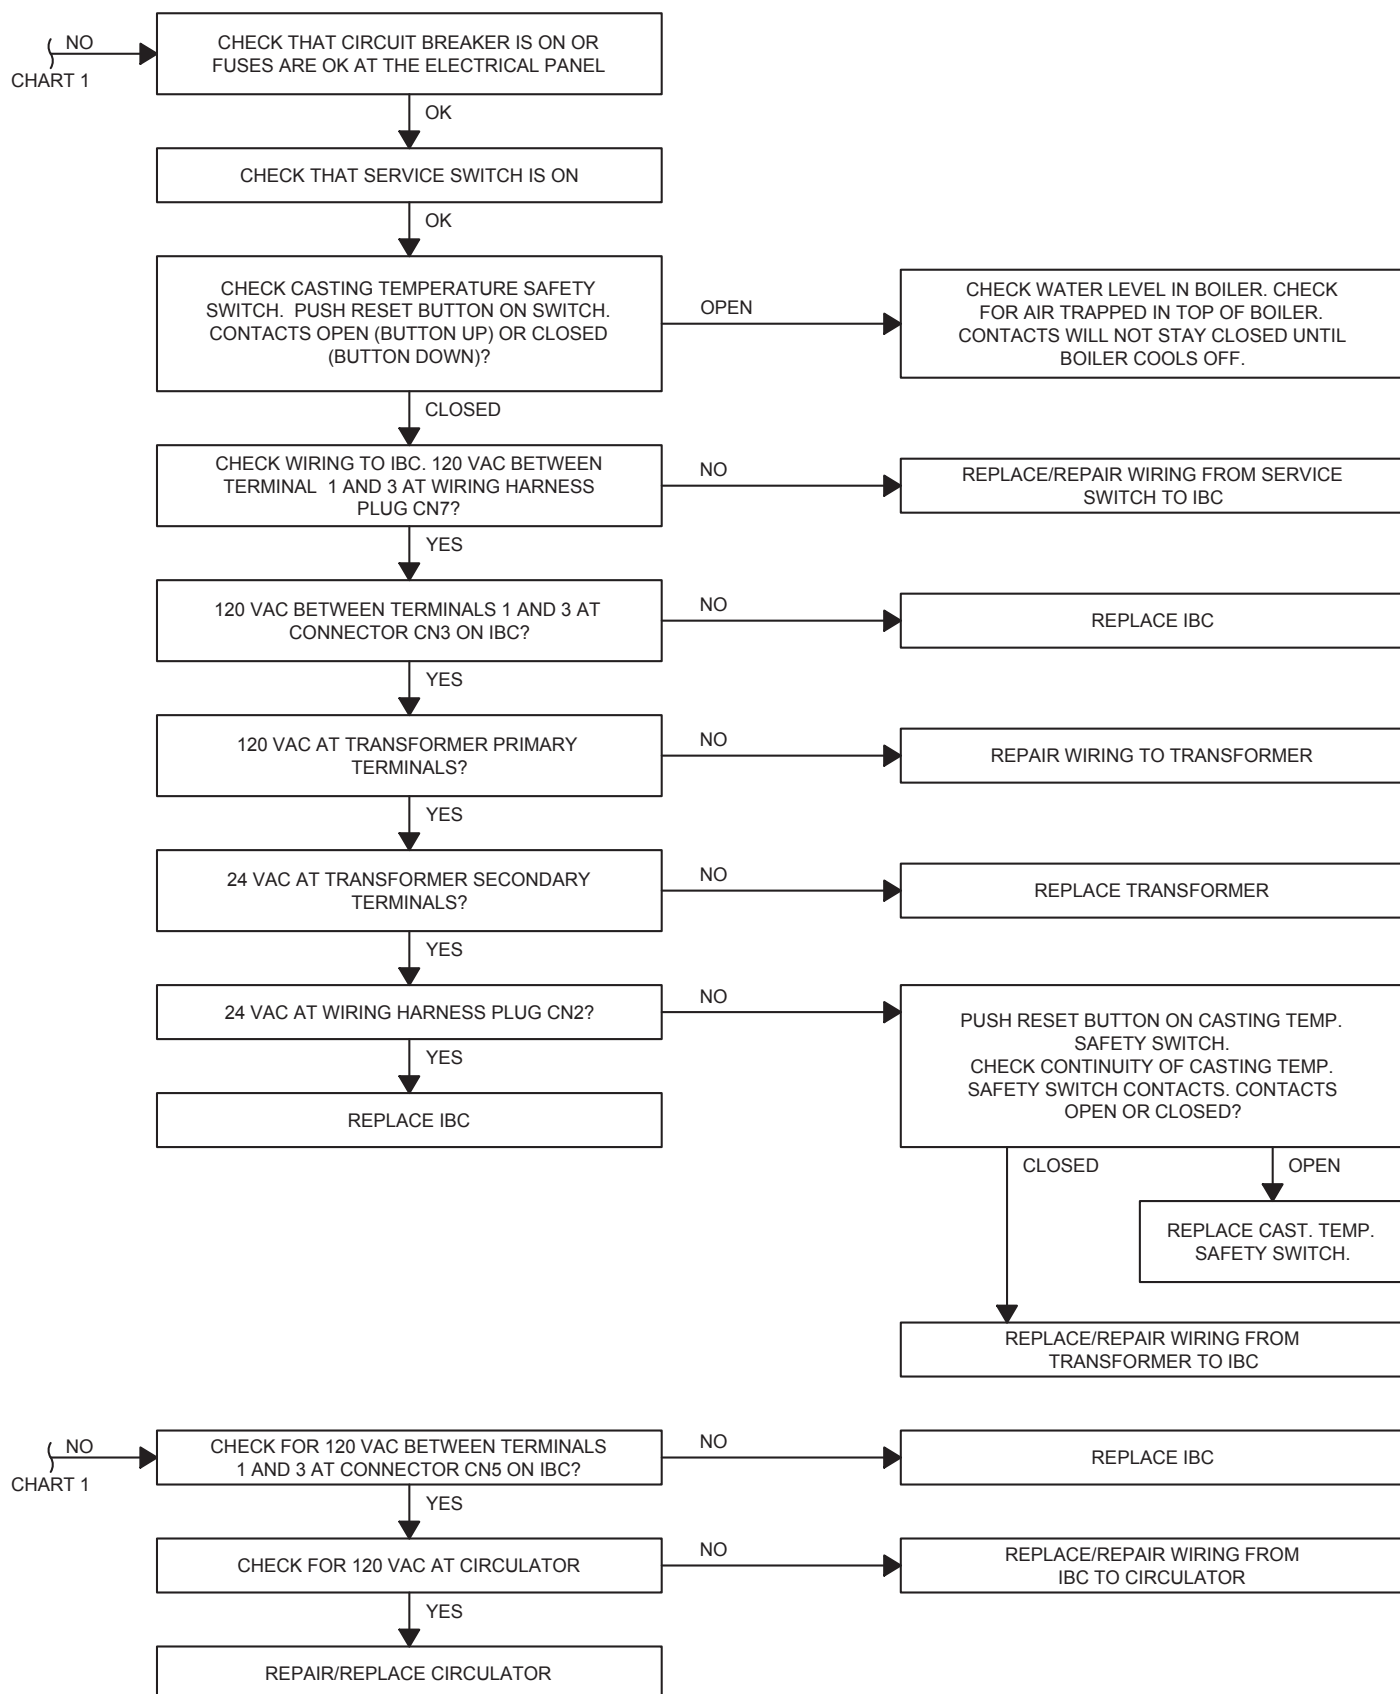 NO
CHART 1
CHECK THAT CIRCUIT BREAKER IS ON OR
FUSES ARE OK AT THE ELECTRICAL PANEL
OK
CHECK THAT SERVICE SWITCH IS ON
OK
CHECK CASTING TEMPERATURE SAFETY
SWITCH. PUSH RESET BUTTON ON SWITCH.
CONTACTS OPEN (BUTTON UP) OR CLOSED
(BUTTON DOWN)?
OPEN
CHECK WATER LEVEL IN BOILER. CHECK
FOR AIR TRAPPED IN TOP OF BOILER.
CONTACTS WILL NOT STAY CLOSED UNTIL
BOILER COOLS OFF.
CLOSED
CHECK WIRING TO IBC. 120 VAC BETWEEN
TERMINAL 1 AND 3 AT WIRING HARNESS
PLUG CN7?
NO
REPLACE/REPAIR WIRING FROM SERVICE
SWITCH TO IBC
YES
120 VAC BETWEEN TERMINALS 1 AND 3 AT
CONNECTOR CN3 ON IBC?
NO
REPLACE IBC
YES
120 VAC AT TRANSFORMER PRIMARY
TERMINALS?
NO
REPAIR WIRING TO TRANSFORMER
YES
24 VAC AT TRANSFORMER SECONDARY
TERMINALS?
NO
REPLACE TRANSFORMER
YES
24 VAC AT WIRING HARNESS PLUG CN2?
NO
PUSH RESET BUTTON ON CASTING TEMP.
SAFETY SWITCH.
CHECK CONTINUITY OF CASTING TEMP.
SAFETY SWITCH CONTACTS. CONTACTS
OPEN OR CLOSED?
YES
REPLACE IBC
CLOSED
OPEN
REPLACE CAST. TEMP.
SAFETY SWITCH.
REPLACE/REPAIR WIRING FROM
TRANSFORMER TO IBC
NO
CHART 1
CHECK FOR 120 VAC BETWEEN TERMINALS
1 AND 3 AT CONNECTOR CN5 ON IBC?
NO
REPLACE IBC
YES
CHECK FOR 120 VAC AT CIRCULATOR
NO
REPLACE/REPAIR WIRING FROM
IBC TO CIRCULATOR
YES
REPAIR/REPLACE CIRCULATOR